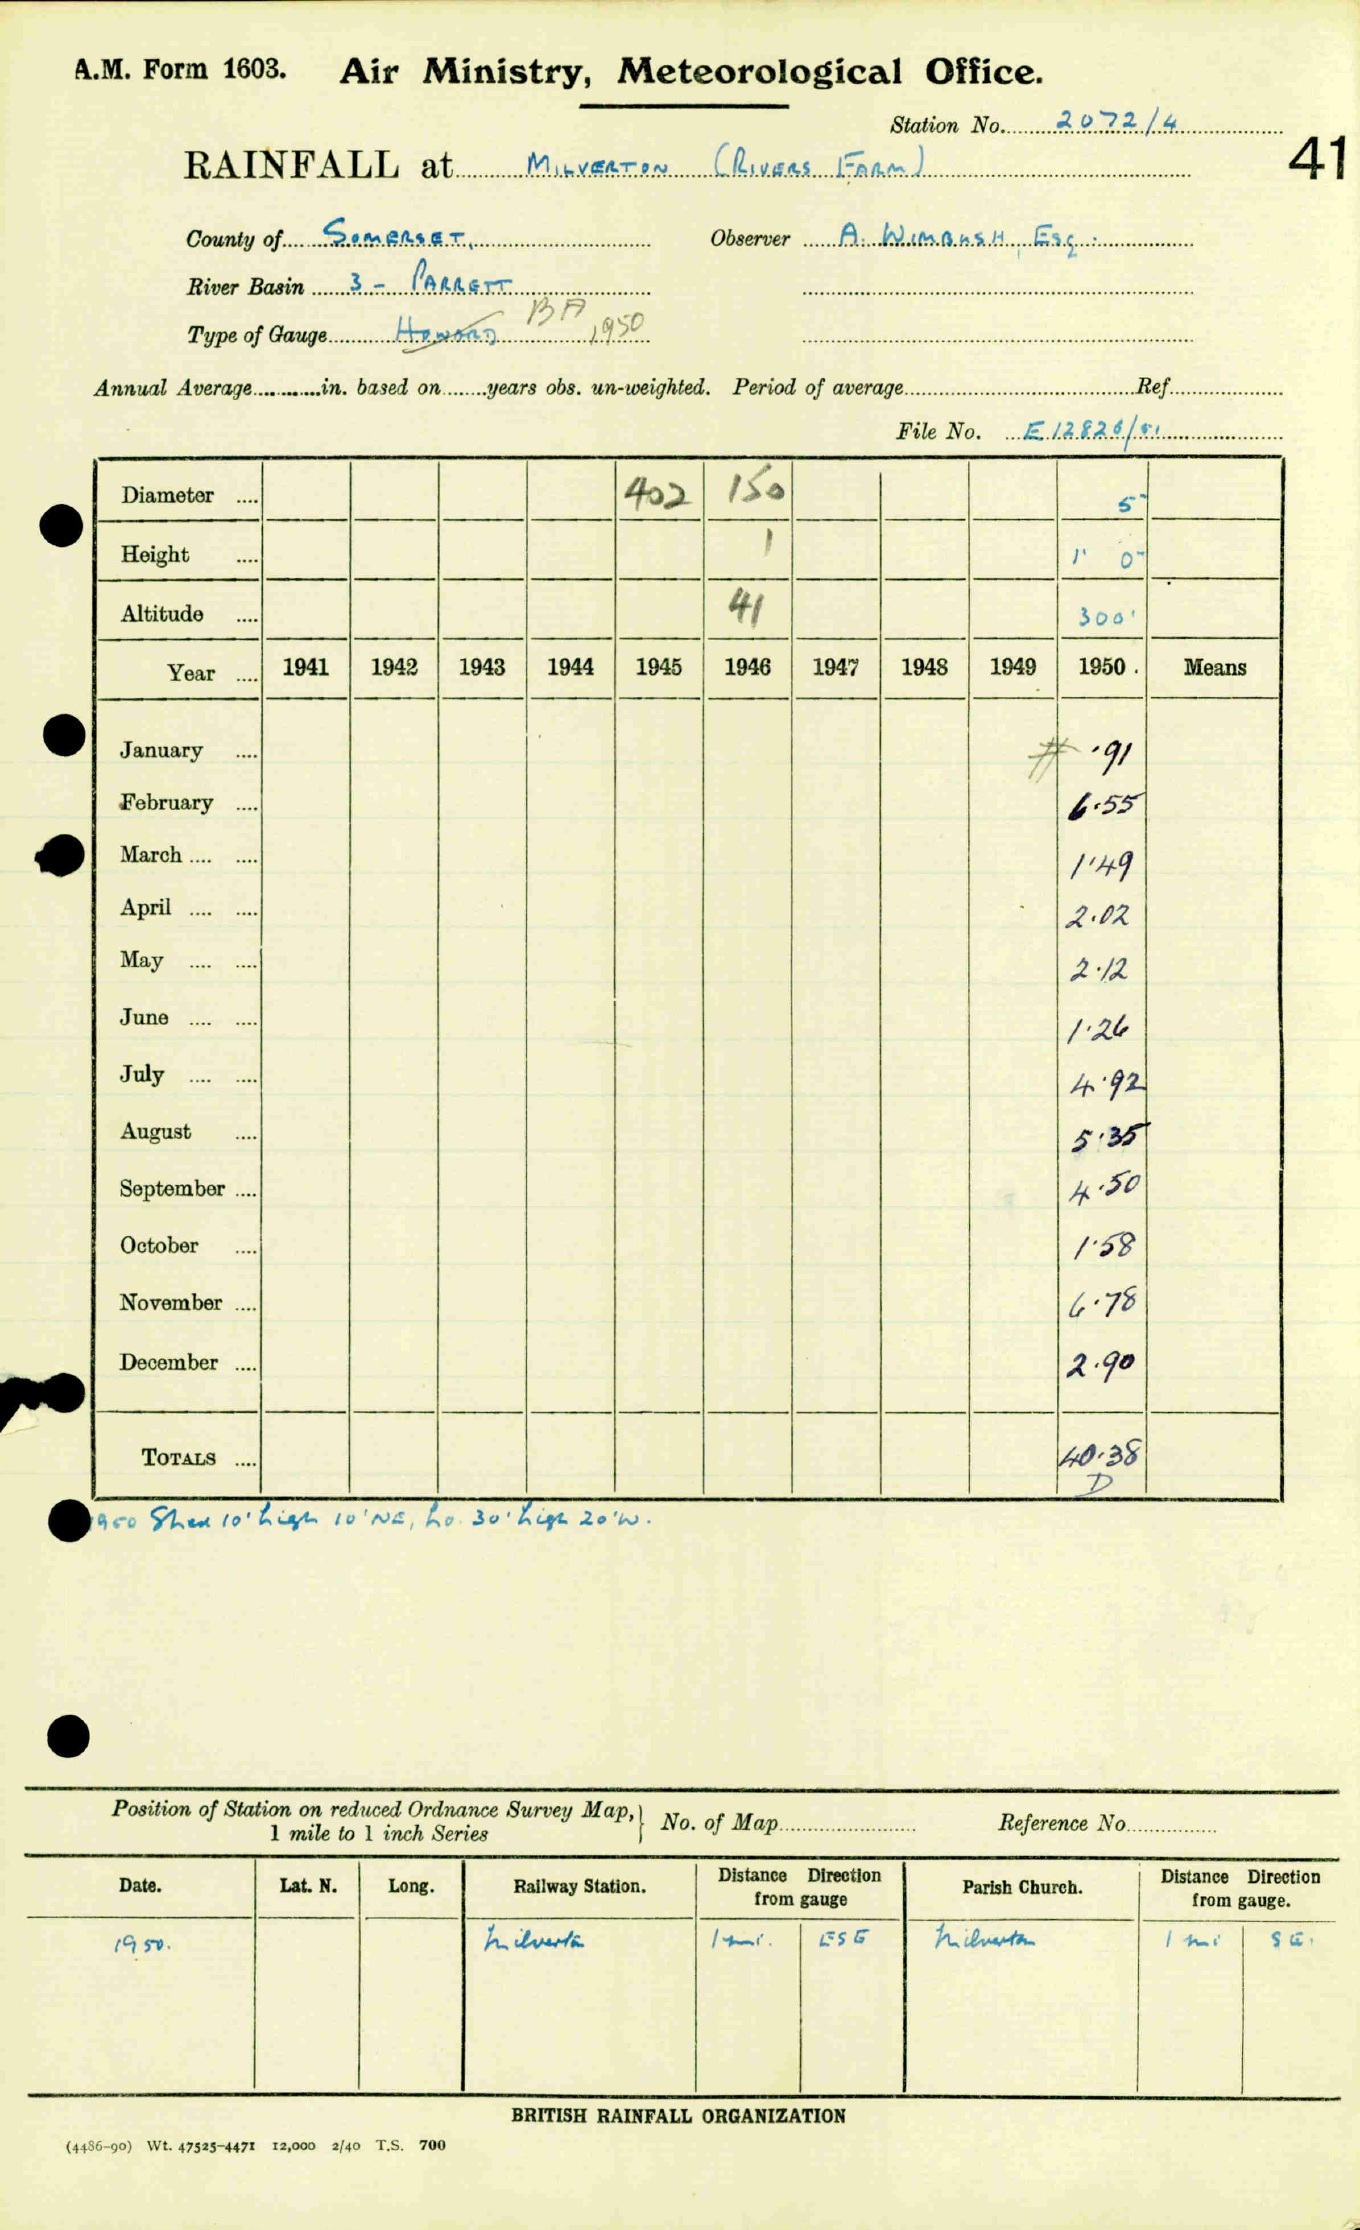 A.M. Form 1603. Air Ministry, Meteorological Office.
Station No. 2072/4
41
RAINFALL at MILVERTON (RIVERS FARM)
County of SOMERSET, Observer A. WIMBUSH, Esq.
River Basin 3 - PARRETT
Type of Gauge HOWARD BA 1950
Annual Average in. based on years obs. un-weighted. Period of average Ref
File No. E12826/51
Diameter 402 150 5"
Height 1 1' 0"
Altitude 41 300'
Year 1941 1942 1943 1944 1945 1946 1947 1948 1949 1950 Means
January # .91
February 6.55
March 1.49
April 2.02
May 2.12
June 1.26
July 4.92
August 5.35
September 4.50
October 1.58
November 6.78
December 2.90
TOTALS 40.38
D
1950 Shed 10' high 10' NE, ho. 30' high 20' W.
Position of Station on reduced Ordnance Survey Map, 1 mile to 1 inch Series } No. of Map Reference No
Date. Lat. N. Long. Railway Station. Distance Direction from gauge Parish Church. Distance Direction from gauge.
1950. Milverton 1 mi. ESE Milverton 1 mi SE.
BRITISH RAINFALL ORGANIZATION
(4486-90) Wt. 47525-4471 12,000 2/40 T.S. 700